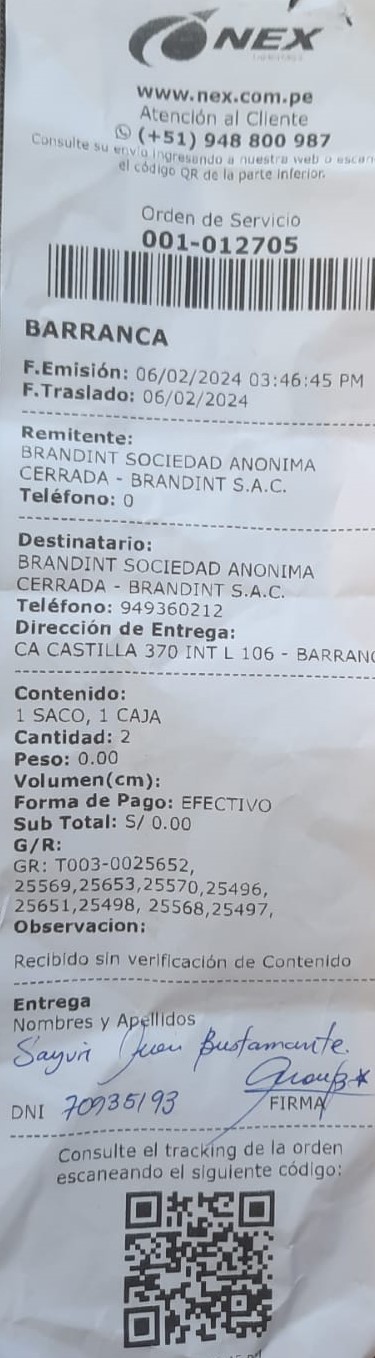 NEX
www.nex.com.pe
Atención al Cliente
(+51) 948 800 987
Consulte su envío ingresando a nuestra web o escan
el código QR de la parte inferior.
Orden de Servicio
001-012705
BARRANCA
F.Emisión: 06/02/2024 03:46:45 PM
F.Traslado: 06/02/2024
Remitente:
BRANDINT SOCIEDAD ANONIMA
CERRADA - BRANDINT S.A.C.
Teléfono: 0
Destinatario:
BRANDINT SOCIEDAD ANONIMA
CERRADA - BRANDINT S.A.C.
Teléfono: 949360212
Dirección de Entrega:
CA CASTILLA 370 INT L 106 - BARRANC
Contenido:
1 SACO, 1 CAJA
Cantidad: 2
Peso: 0.00
Volumen(cm):
Forma de Pago: EFECTIVO
Sub Total: S/ 0.00
G/R:
GR: T003-0025652,
25569,25653,25570,25496,
25651,25498, 25568,25497,
Observacion:
Recibido sin verificación de Contenido
Entrega
Nombres y Apellidos
Bustamante.
DNI 70935193
FIRMA
Consulte el tracking de la orden
escaneando el siguiente código: